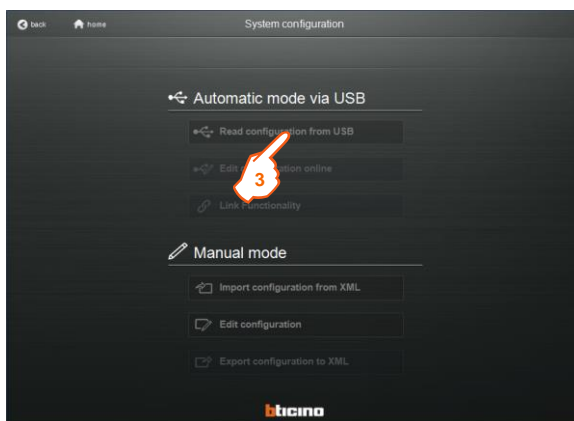 back home System configuration
Automatic mode via USB
Read configuration from USB
Edit configuration online
3
Link Functionality
Manual mode
Import configuration from XML
Edit configuration
Export configuration to XML
bticino